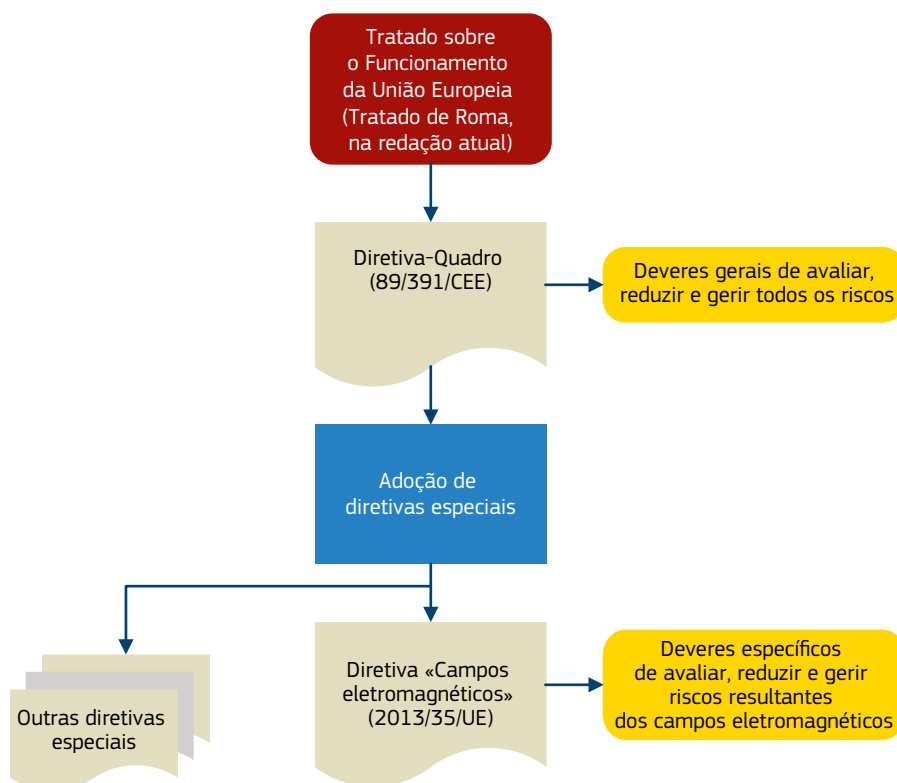 Tratado sobre
o Funcionamento
da União Europeia
(Tratado de Roma,
na redação atual)
Diretiva-Quadro
(89/391/CEE)
Deveres gerais de avaliar,
reduzir e gerir todos os riscos
Adoção de
diretivas especiais
Outras diretivas
especiais
Diretiva «Campos
eletromagnéticos»
(2013/35/UE)
Deveres específicos
de avaliar, reduzir e gerir
riscos resultantes
dos campos eletromagnéticos